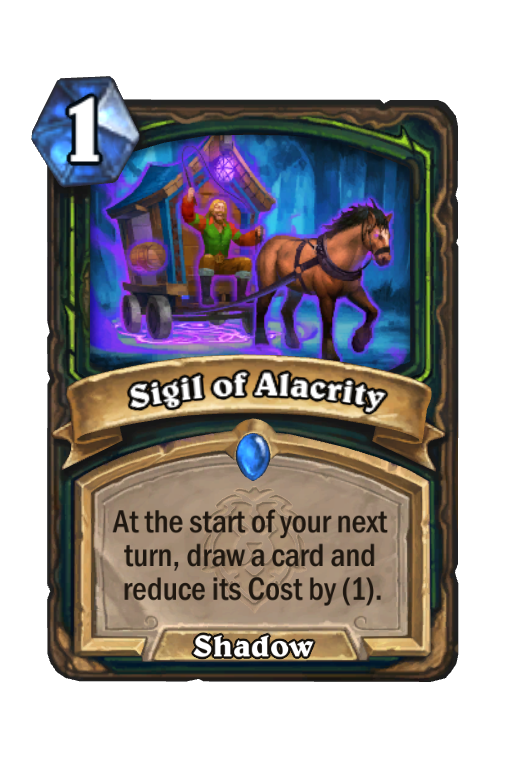 1
Sigil of Alacrity
At the start of your next
turn, draw a card and
reduce its Cost by (1).
Shadow